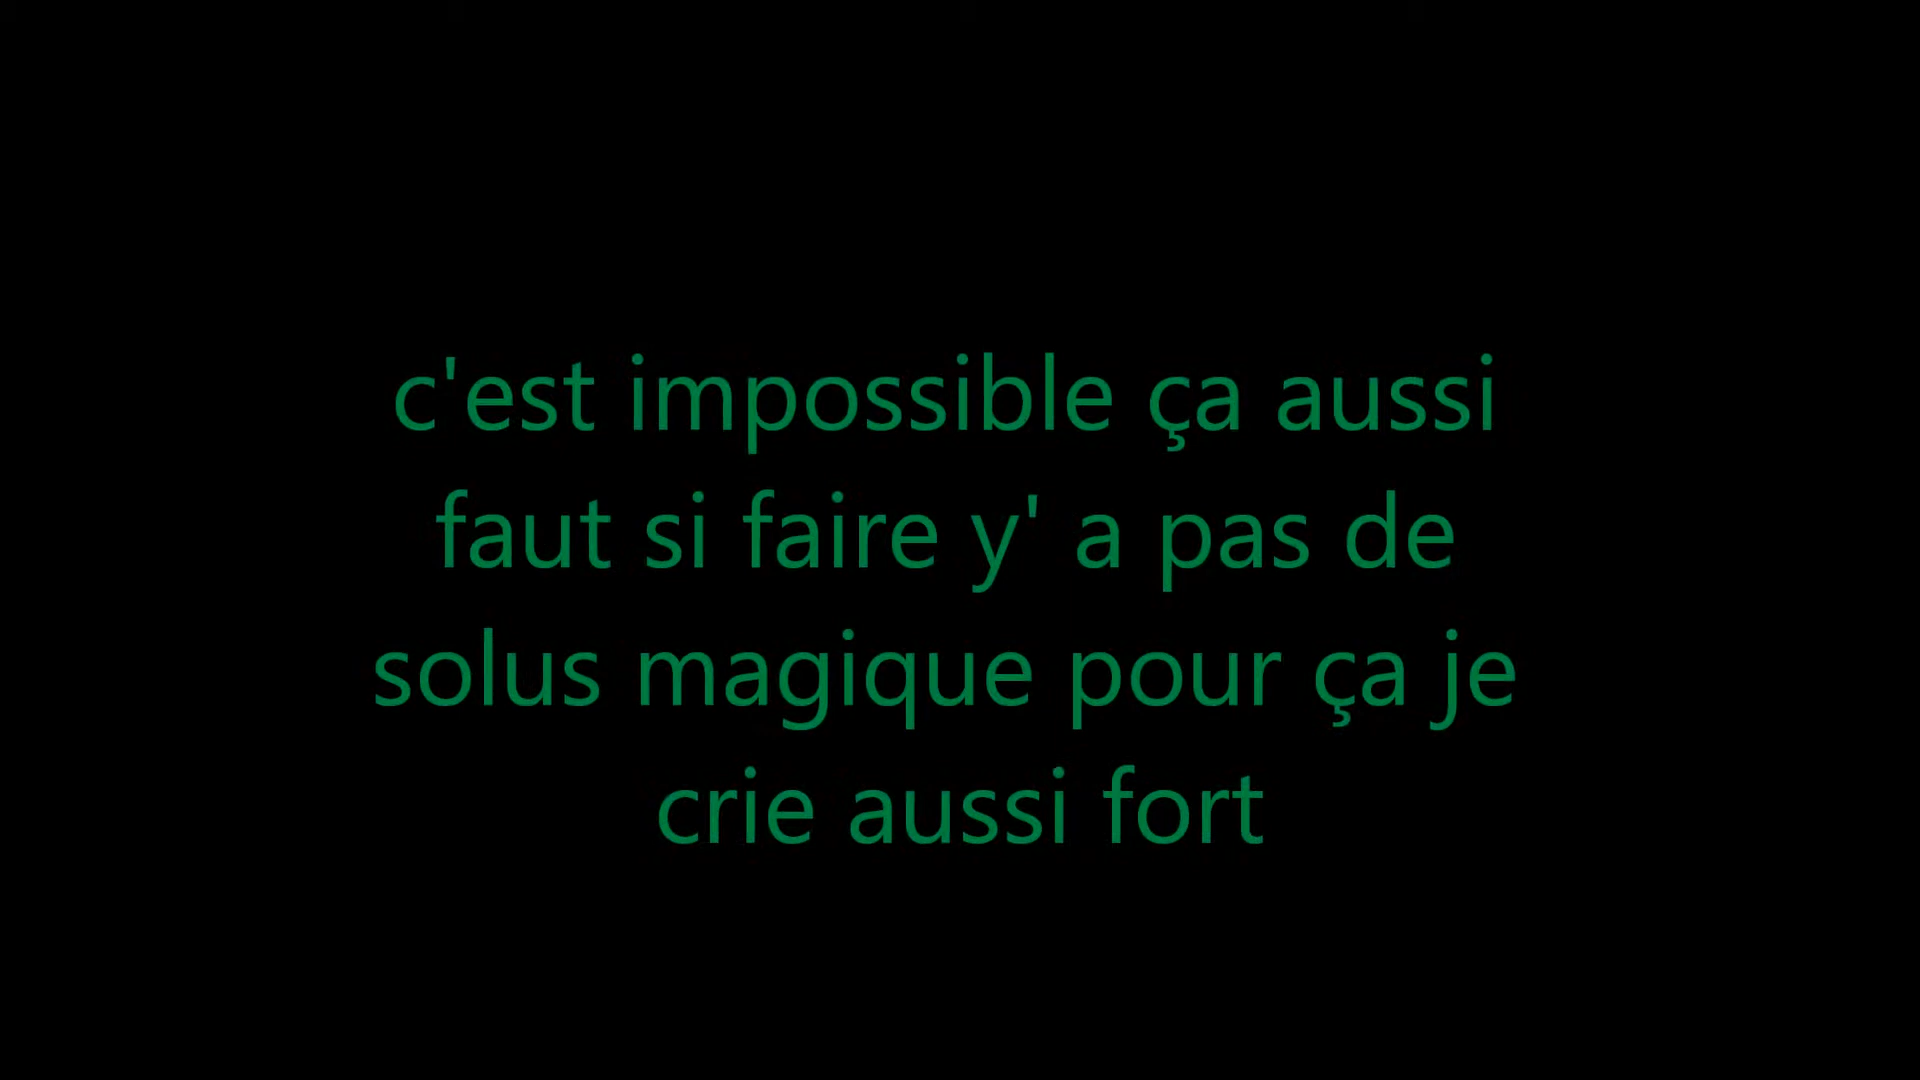 c'est impossible ça aussi
faut si faire y' a pas de
solus magique pour ça je
crie aussi fort